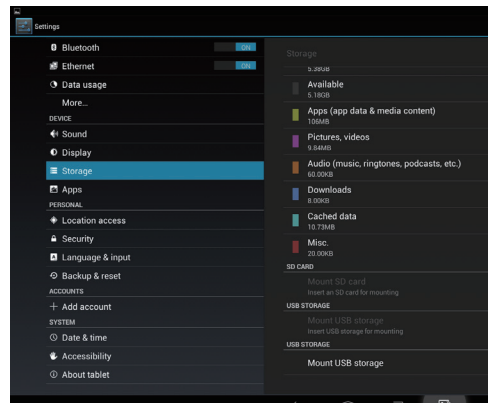 Settings
Bluetooth ON
Ethernet ON
Data usage
More...
DEVICE
Sound
Display
Storage
Apps
PERSONAL
Location access
Security
Language & input
Backup & reset
ACCOUNTS
Add account
SYSTEM
Date & time
Accessibility
About tablet
Storage
5.38GB
Available
5.18GB
Apps (app data & media content)
106MB
Pictures, videos
9.84MB
Audio (music, ringtones, podcasts, etc.)
60.00KB
Downloads
8.00KB
Cached data
10.73MB
Misc.
20.00KB
SD CARD
Mount SD card
Insert an SD card for mounting
USB STORAGE
Mount USB storage
Insert USB storage for mounting
USB STORAGE
Mount USB storage